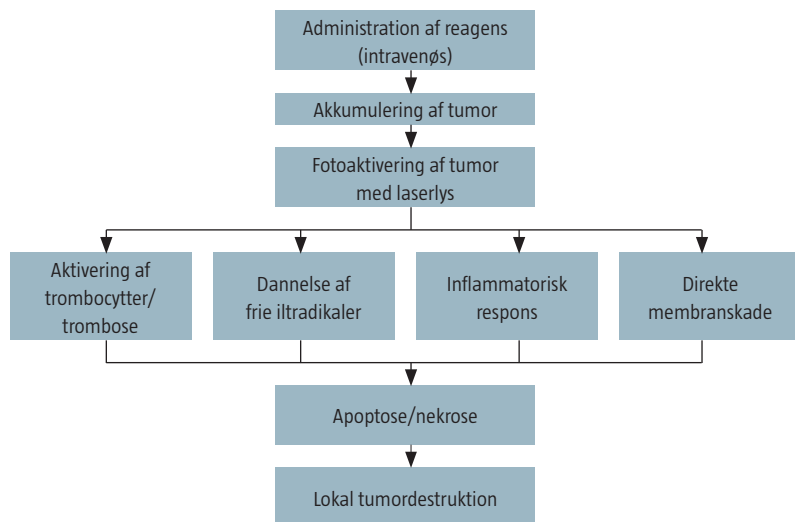 Administration af reagens
(intravenøs)
Akkumulering af tumor
Fotoaktivering af tumor
med laserlys
Aktivering af
trombocytter/
trombose
Dannelse af
frie iltradikaler
Inflammatorisk
respons
Direkte
membranskade
Apoptose/nekrose
Lokal tumordestruktion